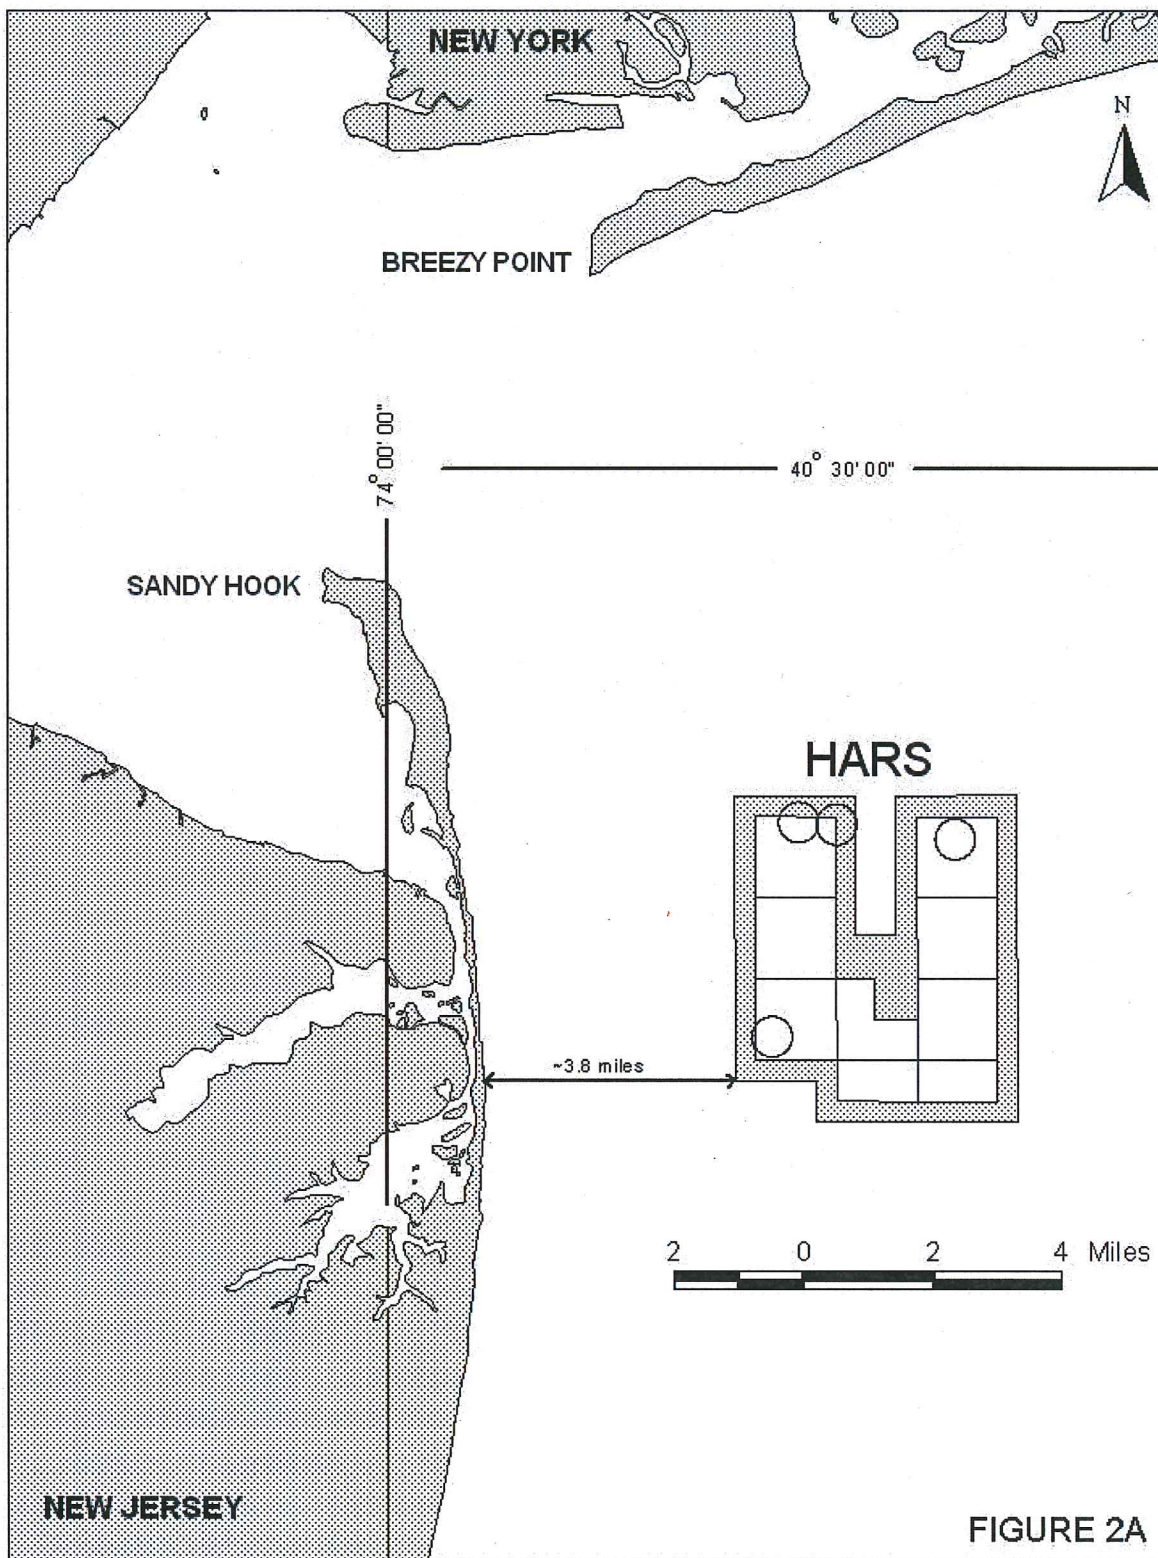 NEW YORK
N
BREEZY POINT
74° 00' 00"
40° 30' 00"
SANDY HOOK
HARS
~3.8 miles
2 0 2 4 Miles
NEW JERSEY
FIGURE 2A